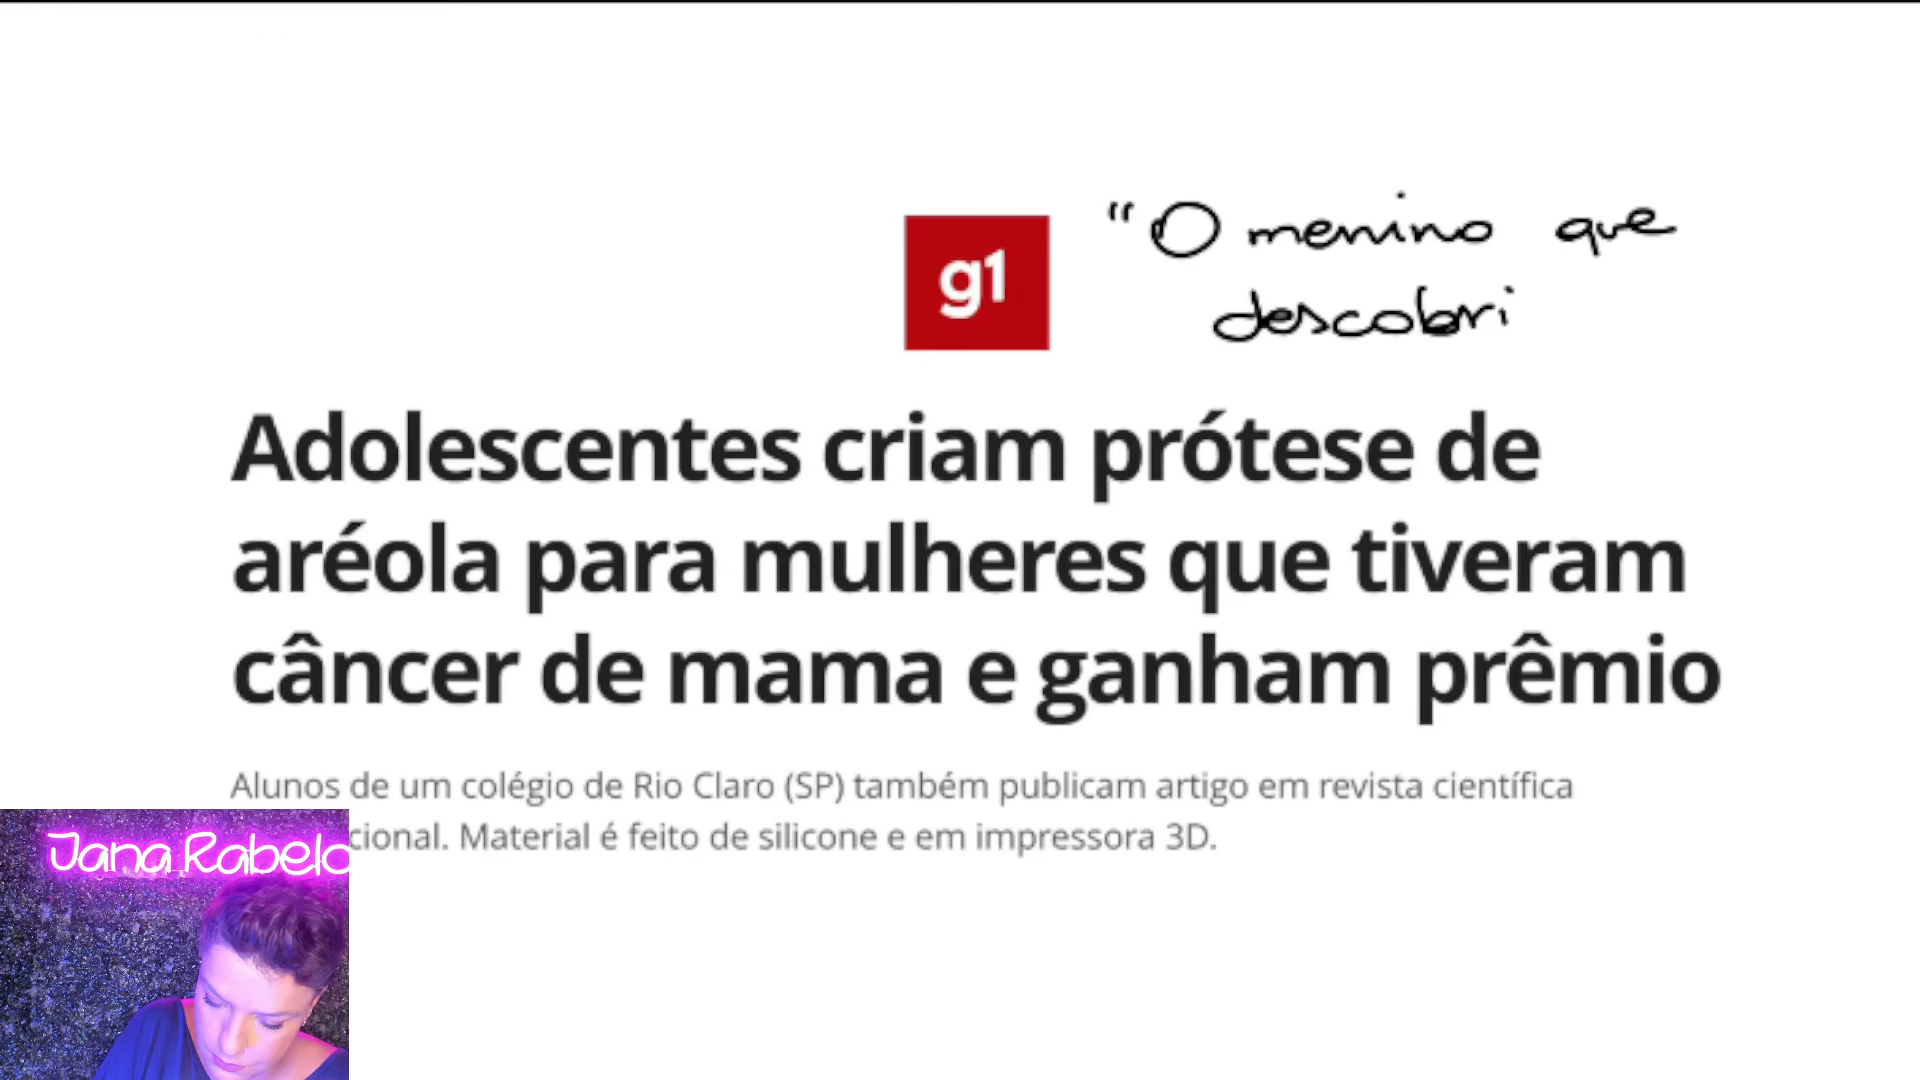 "O menino que
descobri
g1
Adolescentes criam prótese de
aréola para mulheres que tiveram
câncer de mama e ganham prêmio
Alunos de um colégio de Rio Claro (SP) também publicam artigo em revista científica
cional. Material é feito de silicone e em impressora 3D.
Jana Rabelo